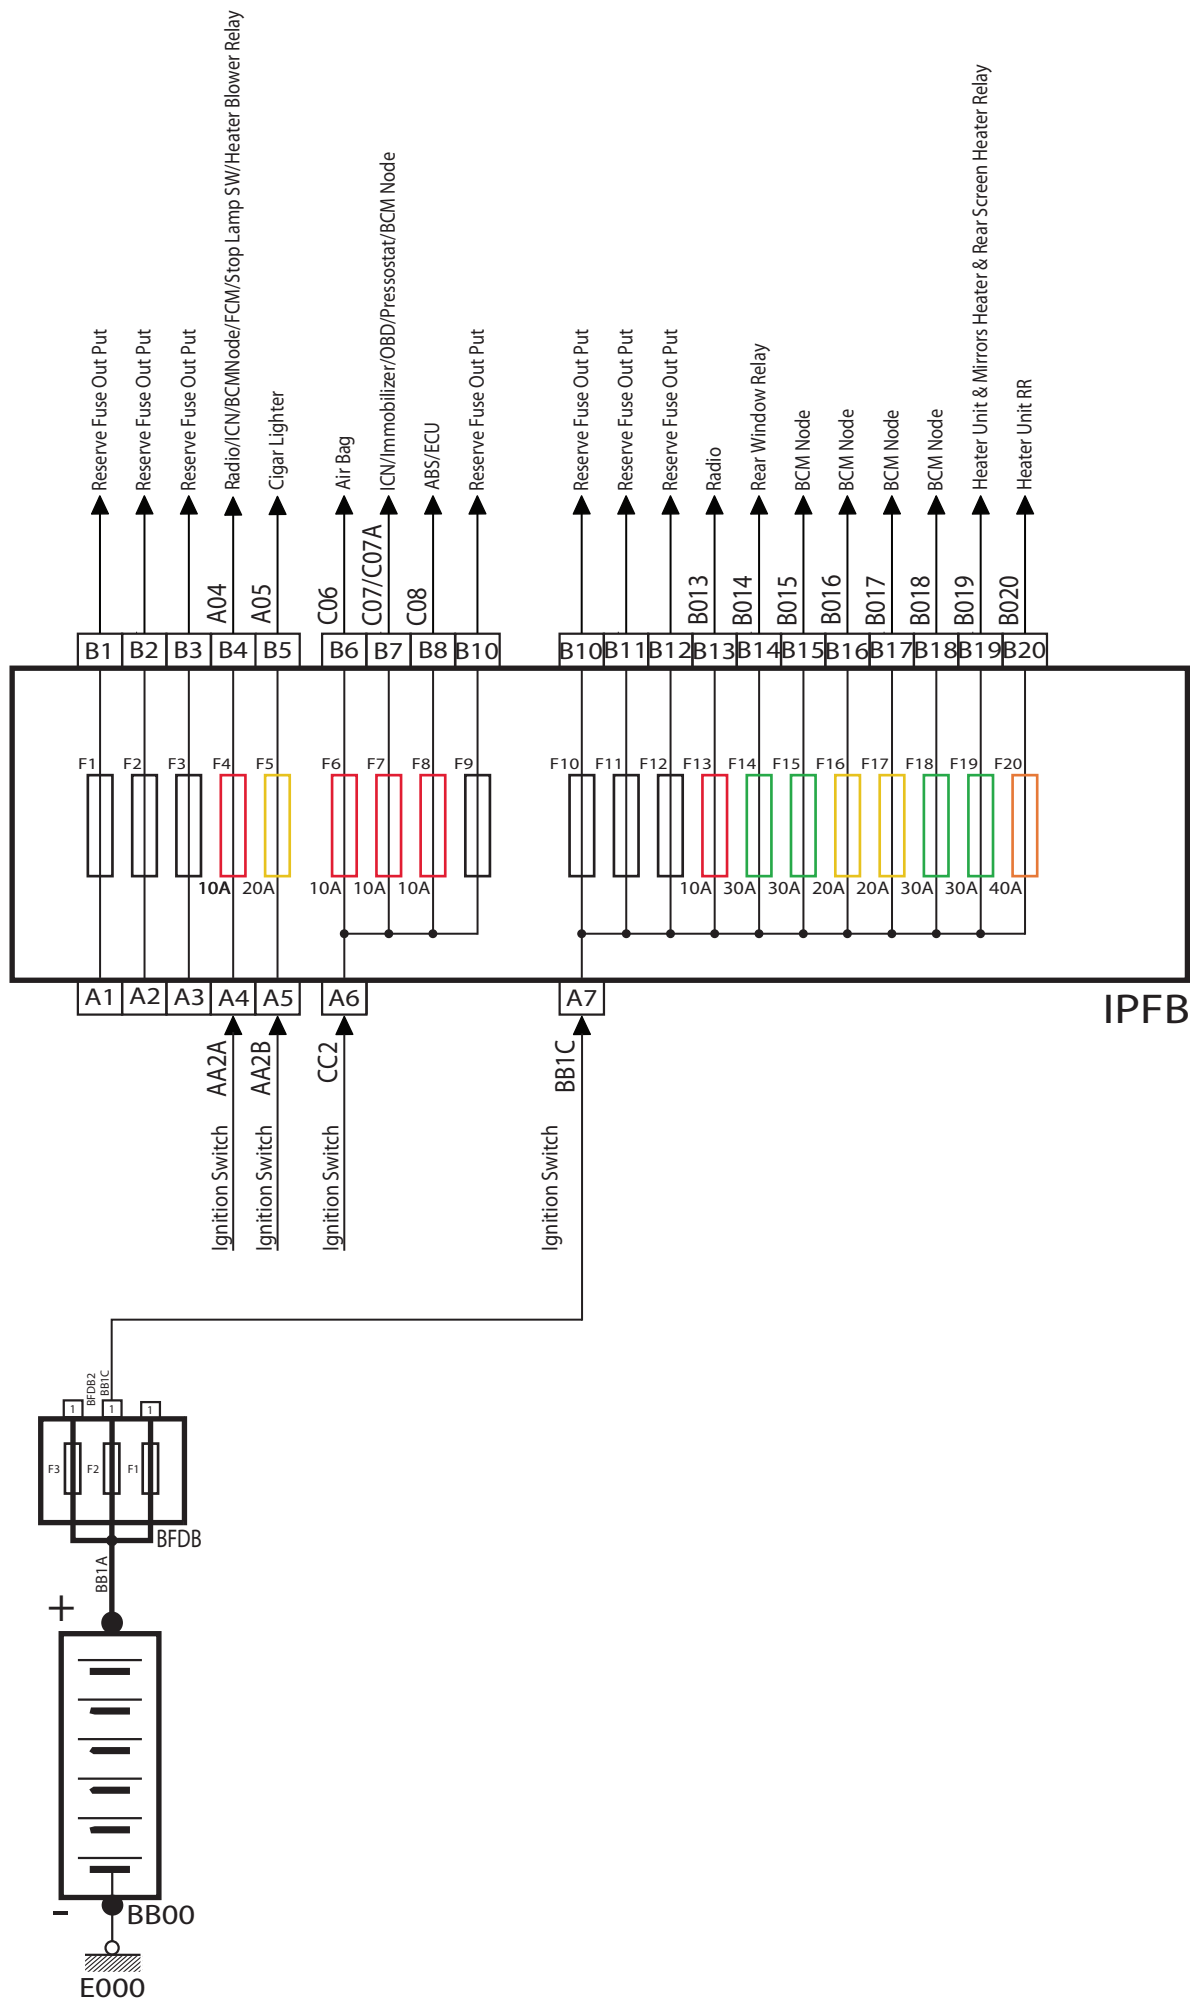 Reserve Fuse Out Put
Reserve Fuse Out Put
Reserve Fuse Out Put
Radio/ICN/BCMNode/FCM/Stop Lamp SW/Heater Blower Relay
Cigar Lighter
Air Bag
ICN/Immobilizer/OBD/Pressostat/BCM Node
ABS/ECU
Reserve Fuse Out Put
Reserve Fuse Out Put
Reserve Fuse Out Put
Reserve Fuse Out Put
Radio
Rear Window Relay
BCM Node
BCM Node
BCM Node
BCM Node
Heater Unit & Mirrors Heater & Rear Screen Heater Relay
Heater Unit RR
A04
A05
C06
C07/C07A
C08
B013
B014
B015
B016
B017
B018
B019
B020
B1
B2
B3
B4
B5
B6
B7
B8
B10
B10
B11
B12
B13
B14
B15
B16
B17
B18
B19
B20
F1
F2
F3
F4
F5
F6
F7
F8
F9
F10
F11
F12
F13
F14
F15
F16
F17
F18
F19
F20
10A
20A
10A
10A
10A
10A
30A
30A
20A
20A
30A
30A
40A
A1
A2
A3
A4
A5
A6
A7
IPFB
AA2A
AA2B
CC2
BB1C
Ignition Switch
Ignition Switch
Ignition Switch
Ignition Switch
BFDB2
BB1C
1
1
1
F3
F2
F1
BFDB
BB1A
+
-
BB00
E000